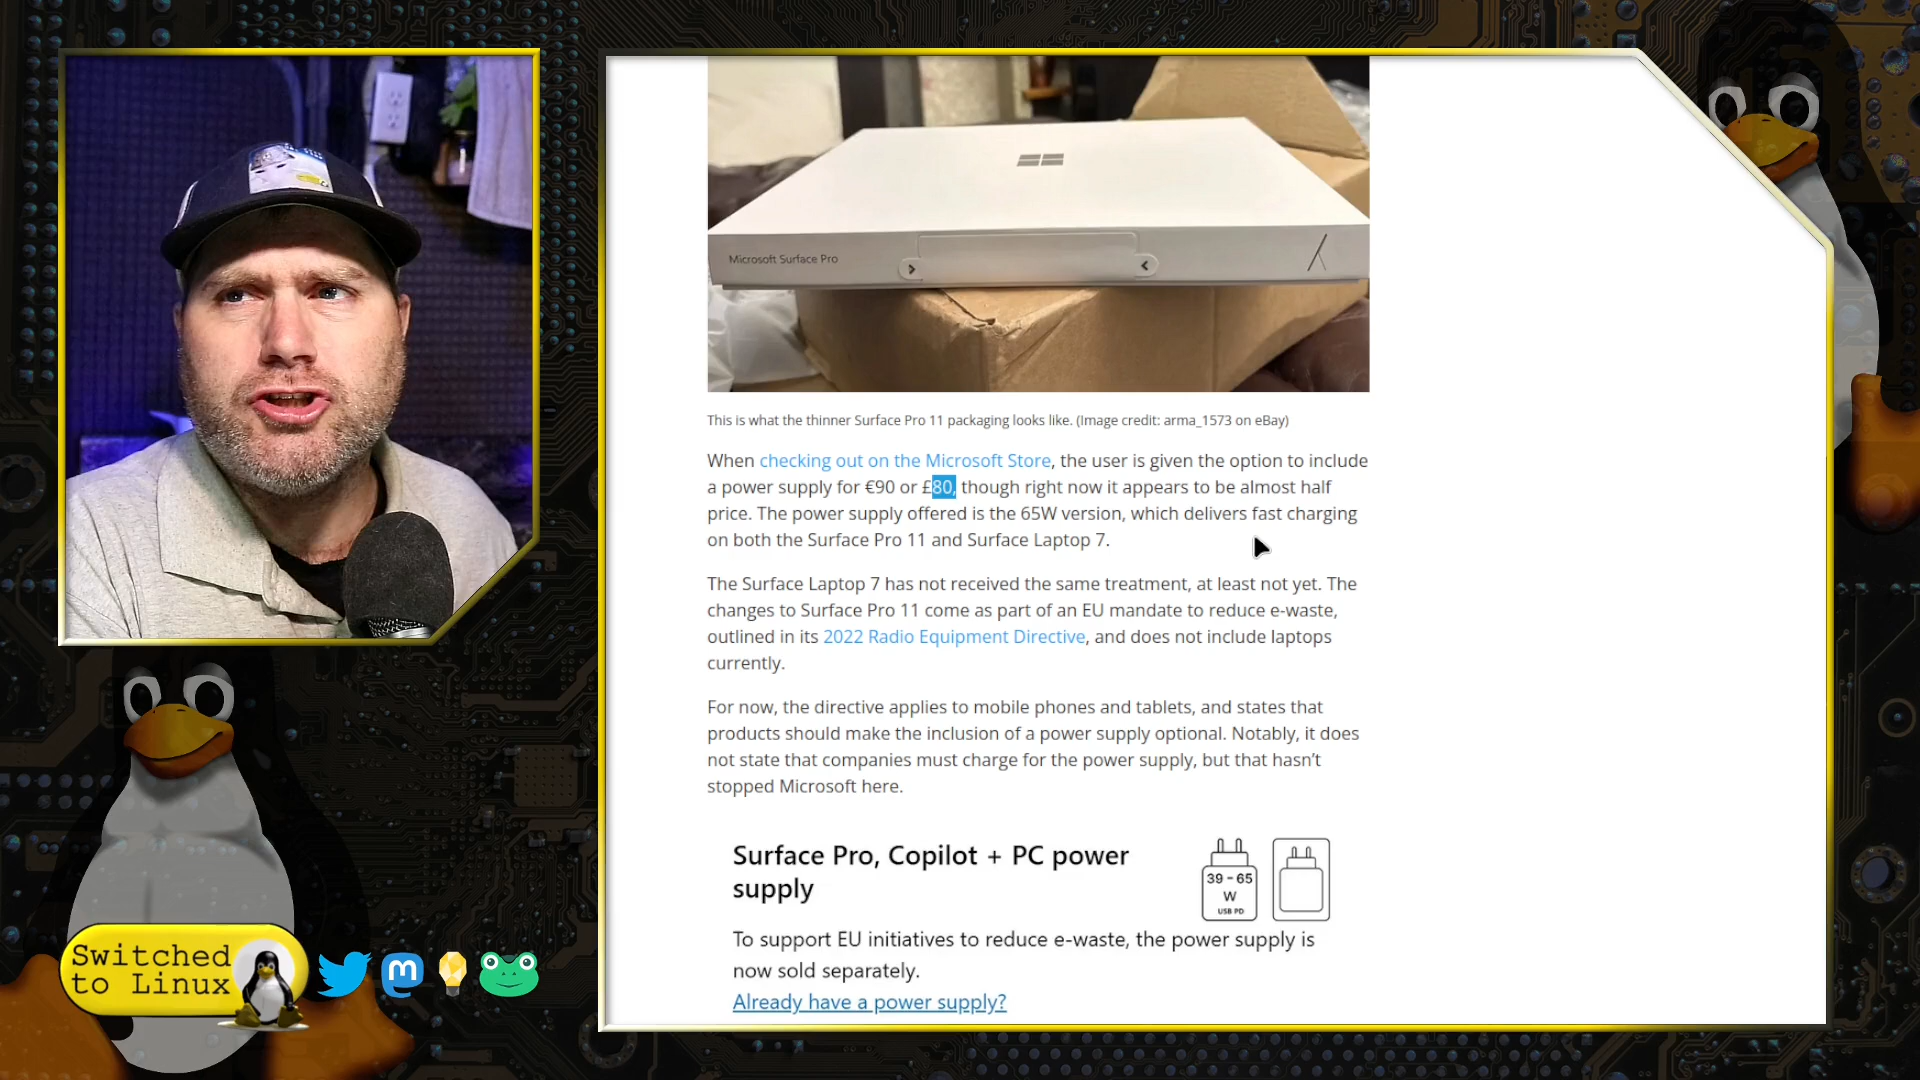 Microsoft Surface Pro
This is what the thinner Surface Pro 11 packaging looks like. (Image credit: arma_1573 on eBay)
When checking out on the Microsoft Store, the user is given the option to include
a power supply for €90 or £80, though right now it appears to be almost half
price. The power supply offered is the 65W version, which delivers fast charging
on both the Surface Pro 11 and Surface Laptop 7.
The Surface Laptop 7 has not received the same treatment, at least not yet. The
changes to Surface Pro 11 come as part of an EU mandate to reduce e-waste,
outlined in its 2022 Radio Equipment Directive, and does not include laptops
currently.
For now, the directive applies to mobile phones and tablets, and states that
products should make the inclusion of a power supply optional. Notably, it does
not state that companies must charge for the power supply, but that hasn't
stopped Microsoft here.
Surface Pro, Copilot + PC power
supply
39 - 65
W
USB PD
To support EU initiatives to reduce e-waste, the power supply is
now sold separately.
Already have a power supply?
Switched
to Linux
m